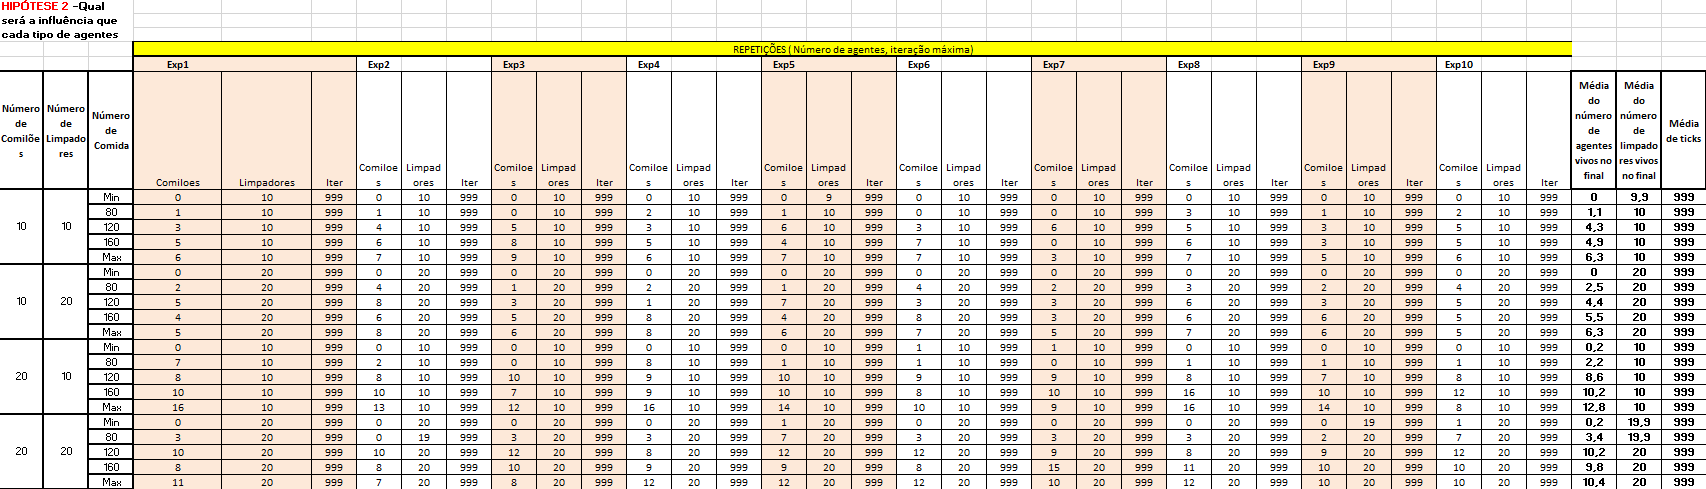 HIPÓTESE 2 -Qual
será a influência que
cada tipo de agentes
REPETIÇÕES ( Número de agentes, iteração máxima)
Exp1 Exp2 Exp3 Exp4 Exp5 Exp6 Exp7 Exp8 Exp9 Exp10
Número de Comilões Número de Limpadores Número de Comida Comiloes Limpadores Iter Comiloes Limpadores Iter Comiloes Limpadores Iter Comiloes Limpadores Iter Comiloes Limpadores Iter Comiloes Limpadores Iter Comiloes Limpadores Iter Comiloes Limpadores Iter Comiloes Limpadores Iter Comiloes Limpadores Iter Média do número de agentes vivos no final Média do número de limpadores vivos no final Média de ticks
Min 0 10 999 0 10 999 0 10 999 0 10 999 0 9 999 0 10 999 0 10 999 0 10 999 0 10 999 0 10 999 0 9,9 999
80 1 10 999 1 10 999 0 10 999 2 10 999 1 10 999 0 10 999 0 10 999 3 10 999 1 10 999 2 10 999 1,1 10 999
10 10 120 3 10 999 4 10 999 5 10 999 3 10 999 6 10 999 3 10 999 6 10 999 5 10 999 3 10 999 5 10 999 4,3 10 999
160 5 10 999 6 10 999 8 10 999 5 10 999 4 10 999 7 10 999 0 10 999 6 10 999 3 10 999 5 10 999 4,9 10 999
Max 6 10 999 7 10 999 9 10 999 6 10 999 7 10 999 7 10 999 3 10 999 7 10 999 5 10 999 6 10 999 6,3 10 999
Min 0 20 999 0 20 999 0 20 999 0 20 999 0 20 999 0 20 999 0 20 999 0 20 999 0 20 999 0 20 999 0 20 999
80 2 20 999 4 20 999 1 20 999 2 20 999 1 20 999 4 20 999 2 20 999 3 20 999 2 20 999 4 20 999 2,5 20 999
10 20 120 5 20 999 8 20 999 3 20 999 1 20 999 7 20 999 3 20 999 3 20 999 6 20 999 3 20 999 5 20 999 4,4 20 999
160 4 20 999 6 20 999 5 20 999 8 20 999 4 20 999 8 20 999 3 20 999 6 20 999 6 20 999 5 20 999 5,5 20 999
Max 5 20 999 8 20 999 6 20 999 8 20 999 6 20 999 7 20 999 5 20 999 7 20 999 6 20 999 5 20 999 6,3 20 999
Min 0 10 999 0 10 999 0 10 999 0 10 999 0 10 999 1 10 999 1 10 999 0 10 999 0 10 999 0 10 999 0,2 10 999
80 7 10 999 2 10 999 0 10 999 8 10 999 1 10 999 1 10 999 0 10 999 1 10 999 1 10 999 1 10 999 2,2 10 999
20 10 120 8 10 999 8 10 999 10 10 999 9 10 999 10 10 999 9 10 999 9 10 999 8 10 999 7 10 999 8 10 999 8,6 10 999
160 10 10 999 10 10 999 7 10 999 9 10 999 10 10 999 8 10 999 10 10 999 16 10 999 10 10 999 12 10 999 10,2 10 999
Max 16 10 999 13 10 999 12 10 999 16 10 999 14 10 999 10 10 999 9 10 999 16 10 999 14 10 999 8 10 999 12,8 10 999
Min 0 20 999 0 20 999 0 20 999 0 20 999 1 20 999 0 20 999 0 20 999 0 20 999 0 19 999 1 20 999 0,2 19,9 999
80 3 20 999 0 19 999 3 20 999 3 20 999 7 20 999 3 20 999 3 20 999 3 20 999 2 20 999 7 20 999 3,4 19,9 999
20 20 120 10 20 999 10 20 999 12 20 999 8 20 999 12 20 999 12 20 999 9 20 999 8 20 999 9 20 999 12 20 999 10,2 20 999
160 8 20 999 8 20 999 10 20 999 9 20 999 9 20 999 8 20 999 15 20 999 11 20 999 10 20 999 10 20 999 9,8 20 999
Max 11 20 999 7 20 999 8 20 999 12 20 999 12 20 999 12 20 999 10 20 999 12 20 999 10 20 999 10 20 999 10,4 20 999